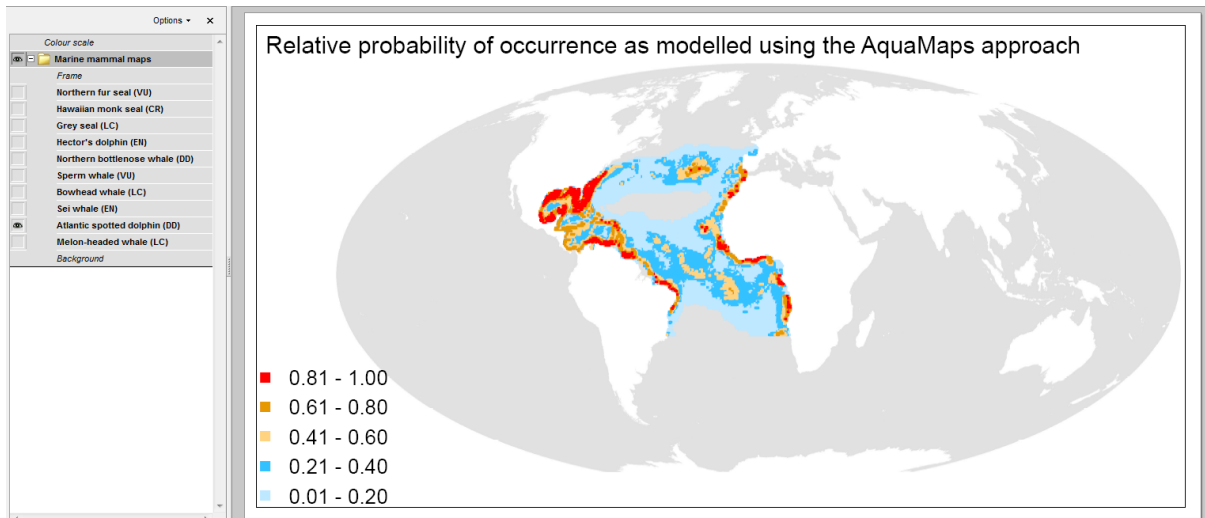 Options
Colour scale
Marine mammal maps
Frame
Northern fur seal (VU)
Hawaiian monk seal (CR)
Grey seal (LC)
Hector's dolphin (EN)
Northern bottlenose whale (DD)
Sperm whale (VU)
Bowhead whale (LC)
Sei whale (EN)
Atlantic spotted dolphin (DD)
Melon-headed whale (LC)
Background
Relative probability of occurrence as modelled using the AquaMaps approach
0.81 - 1.00
0.61 - 0.80
0.41 - 0.60
0.21 - 0.40
0.01 - 0.20